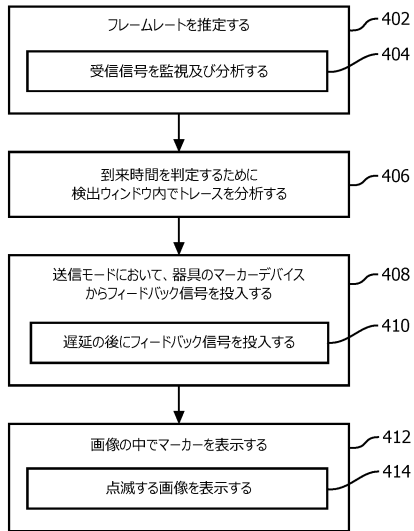 フレームレートを推定する
402
受信信号を監視及び分析する
404
到来時間を判定するために
検出ウィンドウ内でトレースを分析する
406
送信モードにおいて、器具のマーカーデバイス
からフィードバック信号を投入する
408
遅延の後にフィードバック信号を投入する
410
画像の中でマーカーを表示する
412
点滅する画像を表示する
414